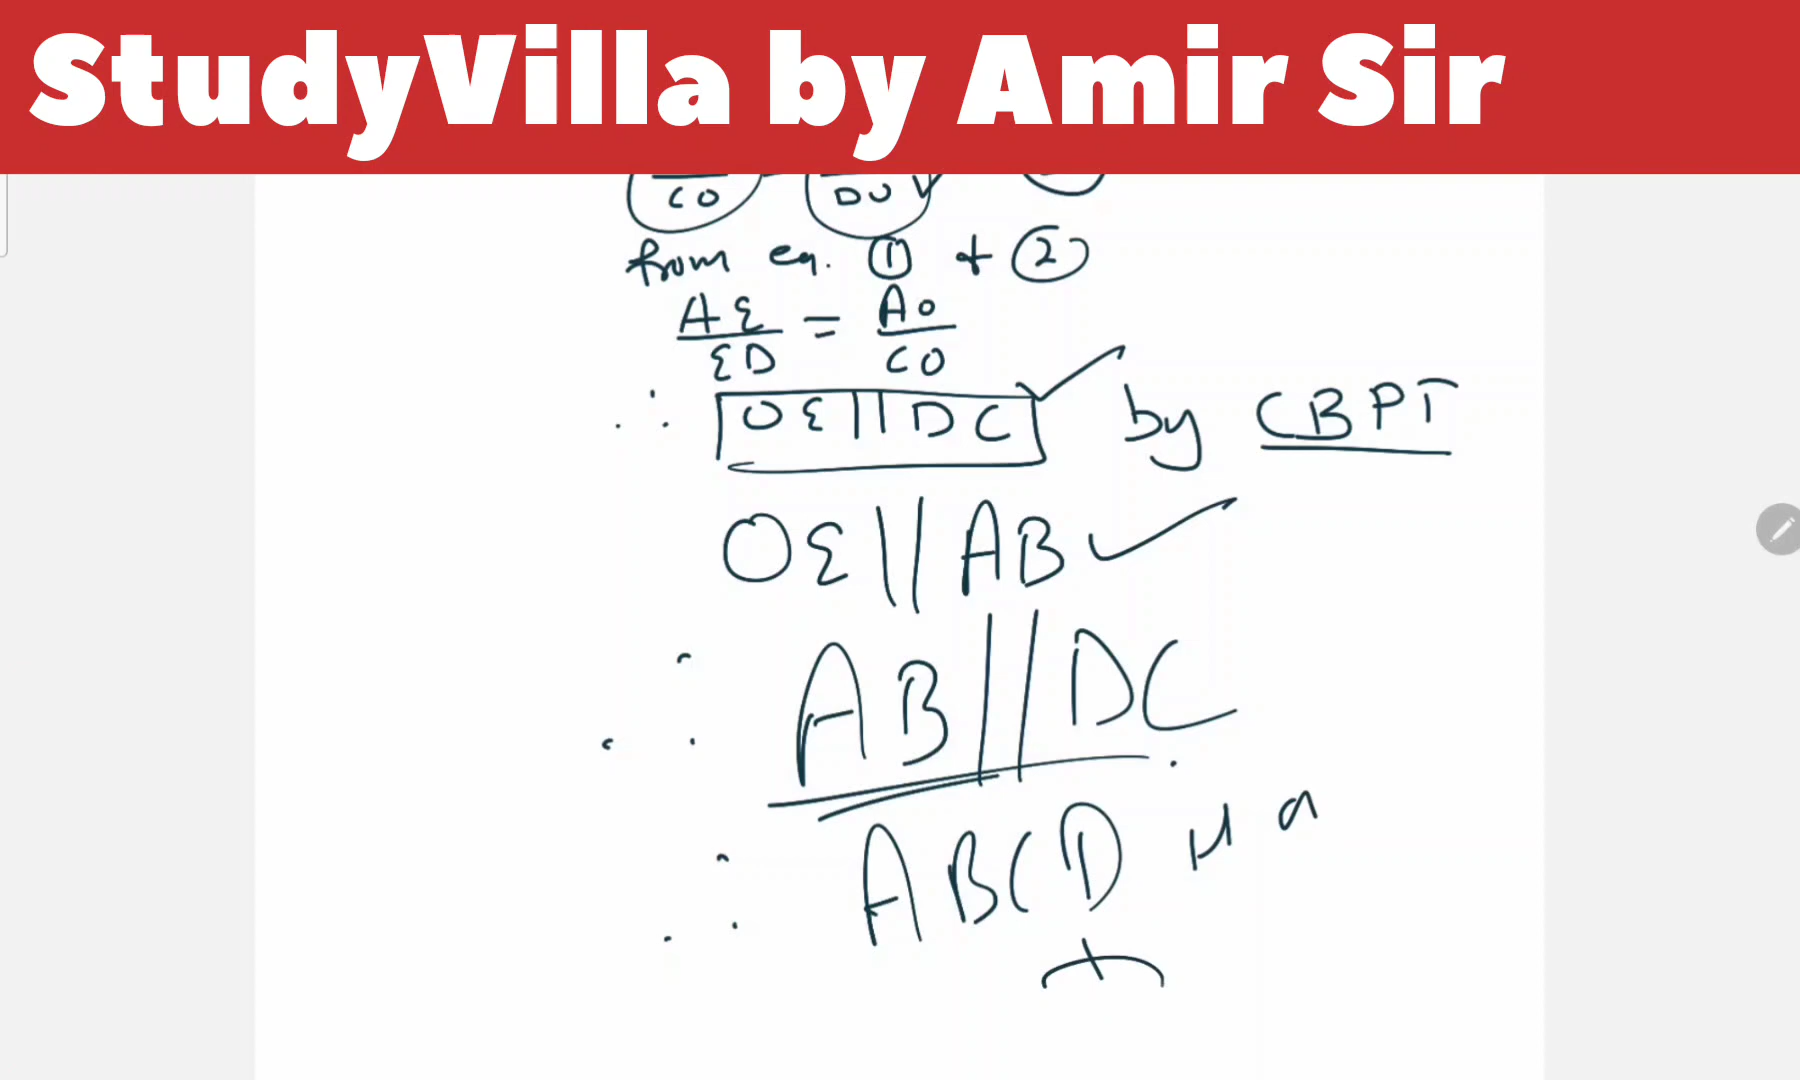 StudyVilla by Amir Sir
CO DO
from eq. ① + ②
AE/ED = AO/CO
∴ OE||DC by CBPT
OE||AB
∴ AB||DC.
∴ ABCD is a